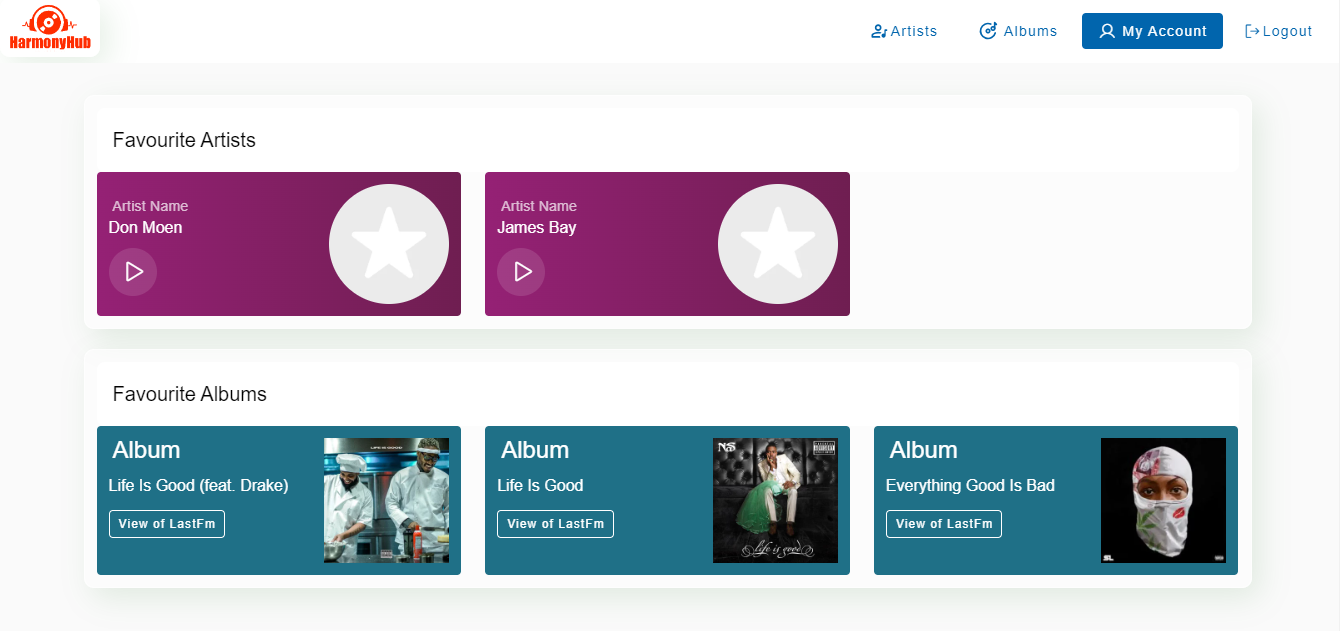 HarmonyHub
Artists
Albums
My Account
Logout
Favourite Artists
Artist Name
Don Moen
Artist Name
James Bay
Favourite Albums
Album
Life Is Good (feat. Drake)
View of LastFm
LIFE IS GOOD
Album
Life Is Good
View of LastFm
NAS
life is good
Album
Everything Good Is Bad
View of LastFm
SL